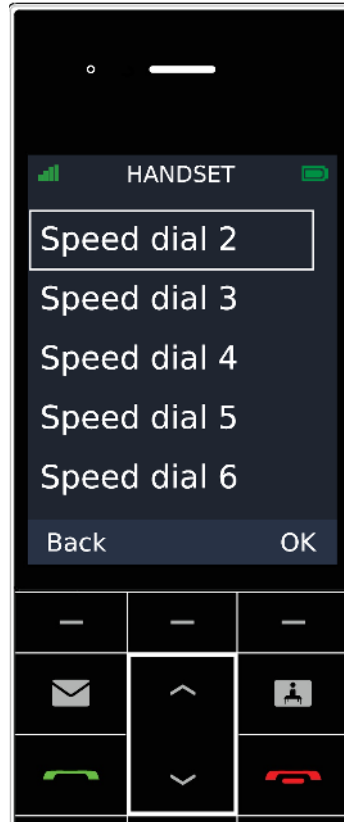 HANDSET
Speed dial 2
Speed dial 3
Speed dial 4
Speed dial 5
Speed dial 6
Back OK